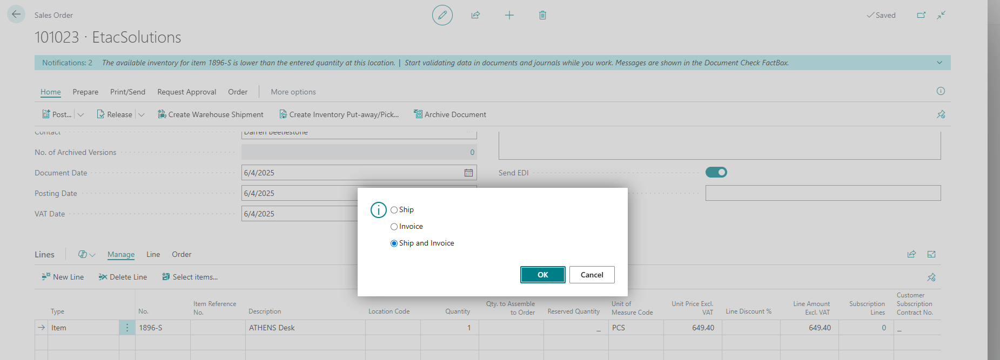 Sales Order
Saved
101023 · EtacSolutions
Notifications: 2 The available inventory for item 1896-S is lower than the entered quantity at this location. | Start validating data in documents and journals while you work. Messages are shown in the Document Check FactBox.
Home Prepare Print/Send Request Approval Order More options
Post... Release Create Warehouse Shipment Create Inventory Put-away/Pick... Archive Document
Contact Darren Beetlestone
No. of Archived Versions 0
Document Date 6/4/2025 Send EDI
Posting Date 6/4/2025
VAT Date 6/4/2025
Ship
Invoice
Ship and Invoice
OK Cancel
Lines Manage Line Order
New Line Delete Line Select items...
Type
No.
Item Reference
No.
Description
Location Code
Quantity
Qty. to Assemble
to Order
Reserved Quantity
Unit of
Measure Code
Unit Price Excl.
VAT
Line Discount %
Line Amount
Excl. VAT
Subscription
Lines
Customer
Subscription
Contract No.
Item 1896-S ATHENS Desk 1 _ PCS 649.40 649.40 0 _